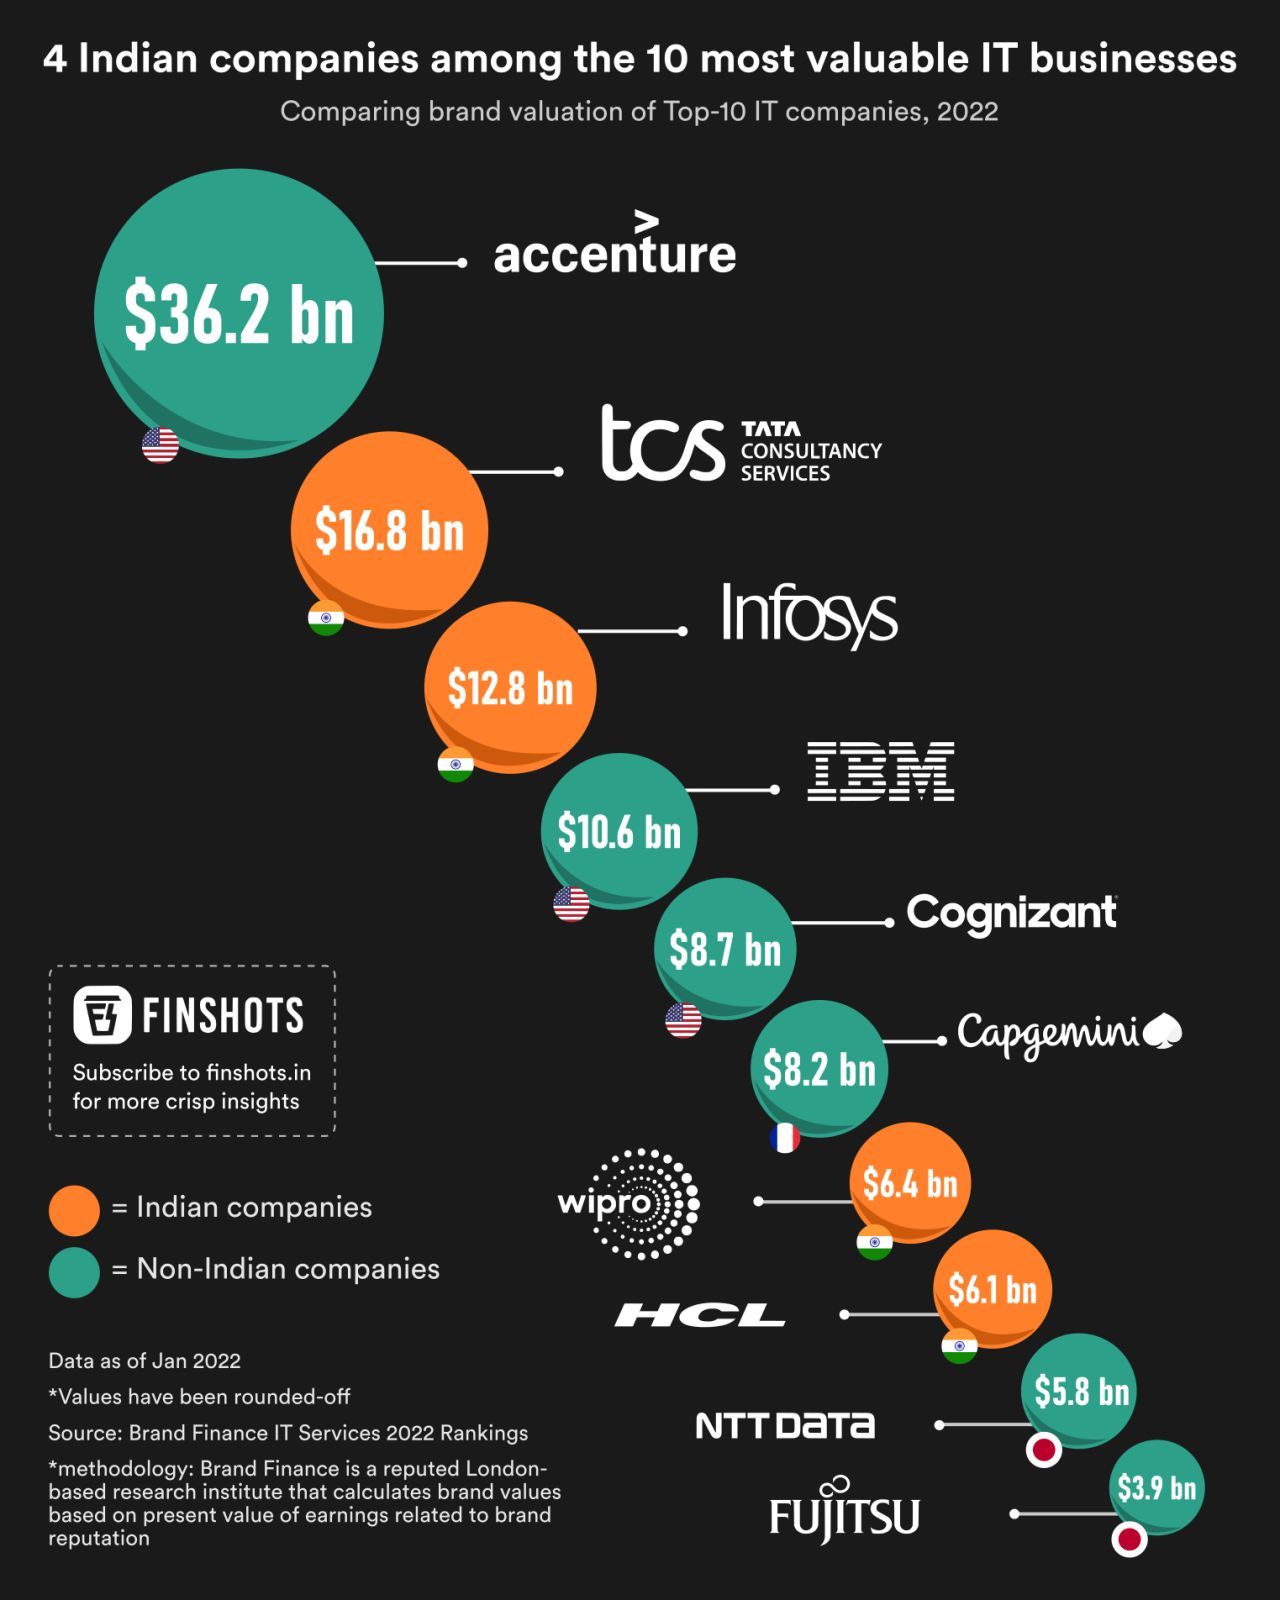 4 Indian companies among the 10 most valuable IT businesses
Comparing brand valuation of Top-10 IT companies, 2022
$36.2 bn
>
accenture
$16.8 bn
tcs
TATA
CONSULTANCY
SERVICES
$12.8 bn
Infosys
$10.6 bn
IBM
$8.7 bn
Cognizant
$8.2 bn
Capgemini
wipro
$6.4 bn
HCL
$6.1 bn
NTT DATA
$5.8 bn
FUJITSU
$3.9 bn
FINSHOTS
Subscribe to finshots.in
for more crisp insights
= Indian companies
= Non-Indian companies
Data as of Jan 2022
*Values have been rounded-off
Source: Brand Finance IT Services 2022 Rankings
*methodology: Brand Finance is a reputed London-
based research institute that calculates brand values
based on present value of earnings related to brand
reputation